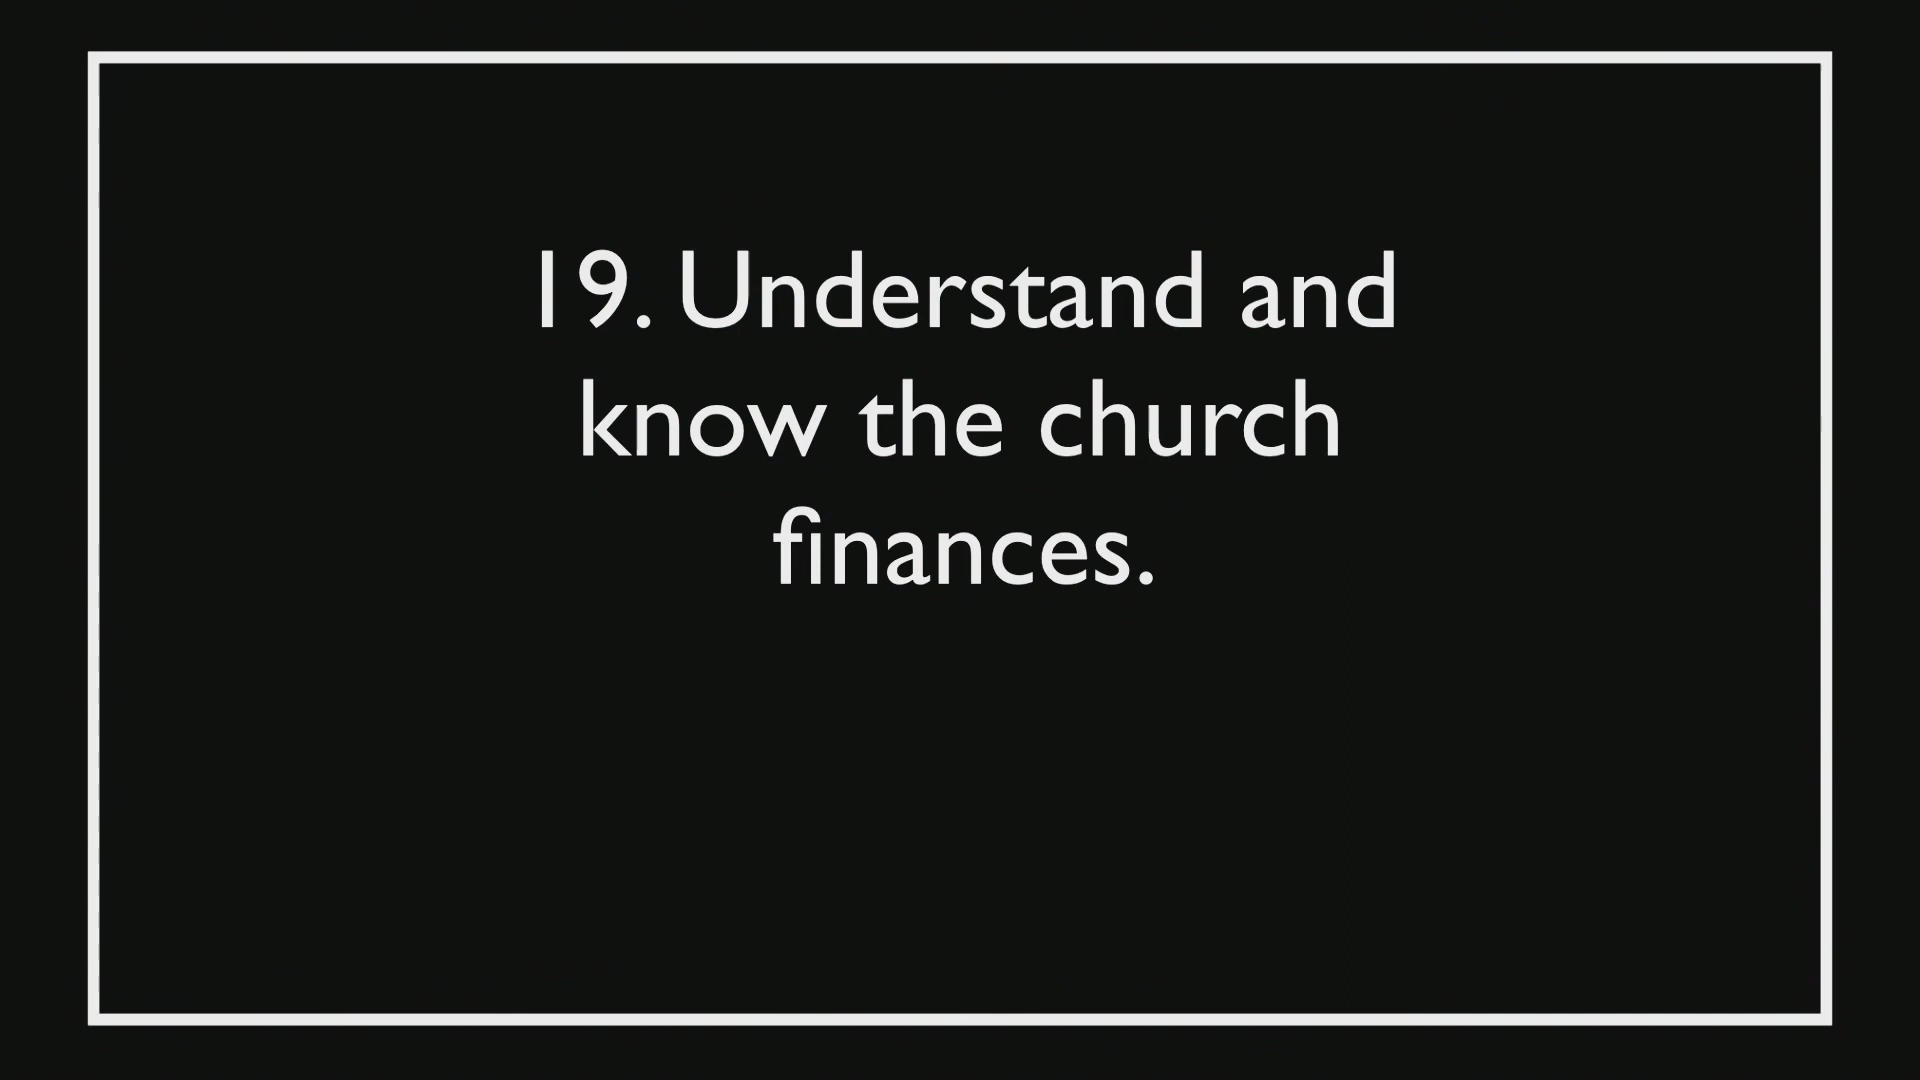 19. Understand and
know the church
finances.